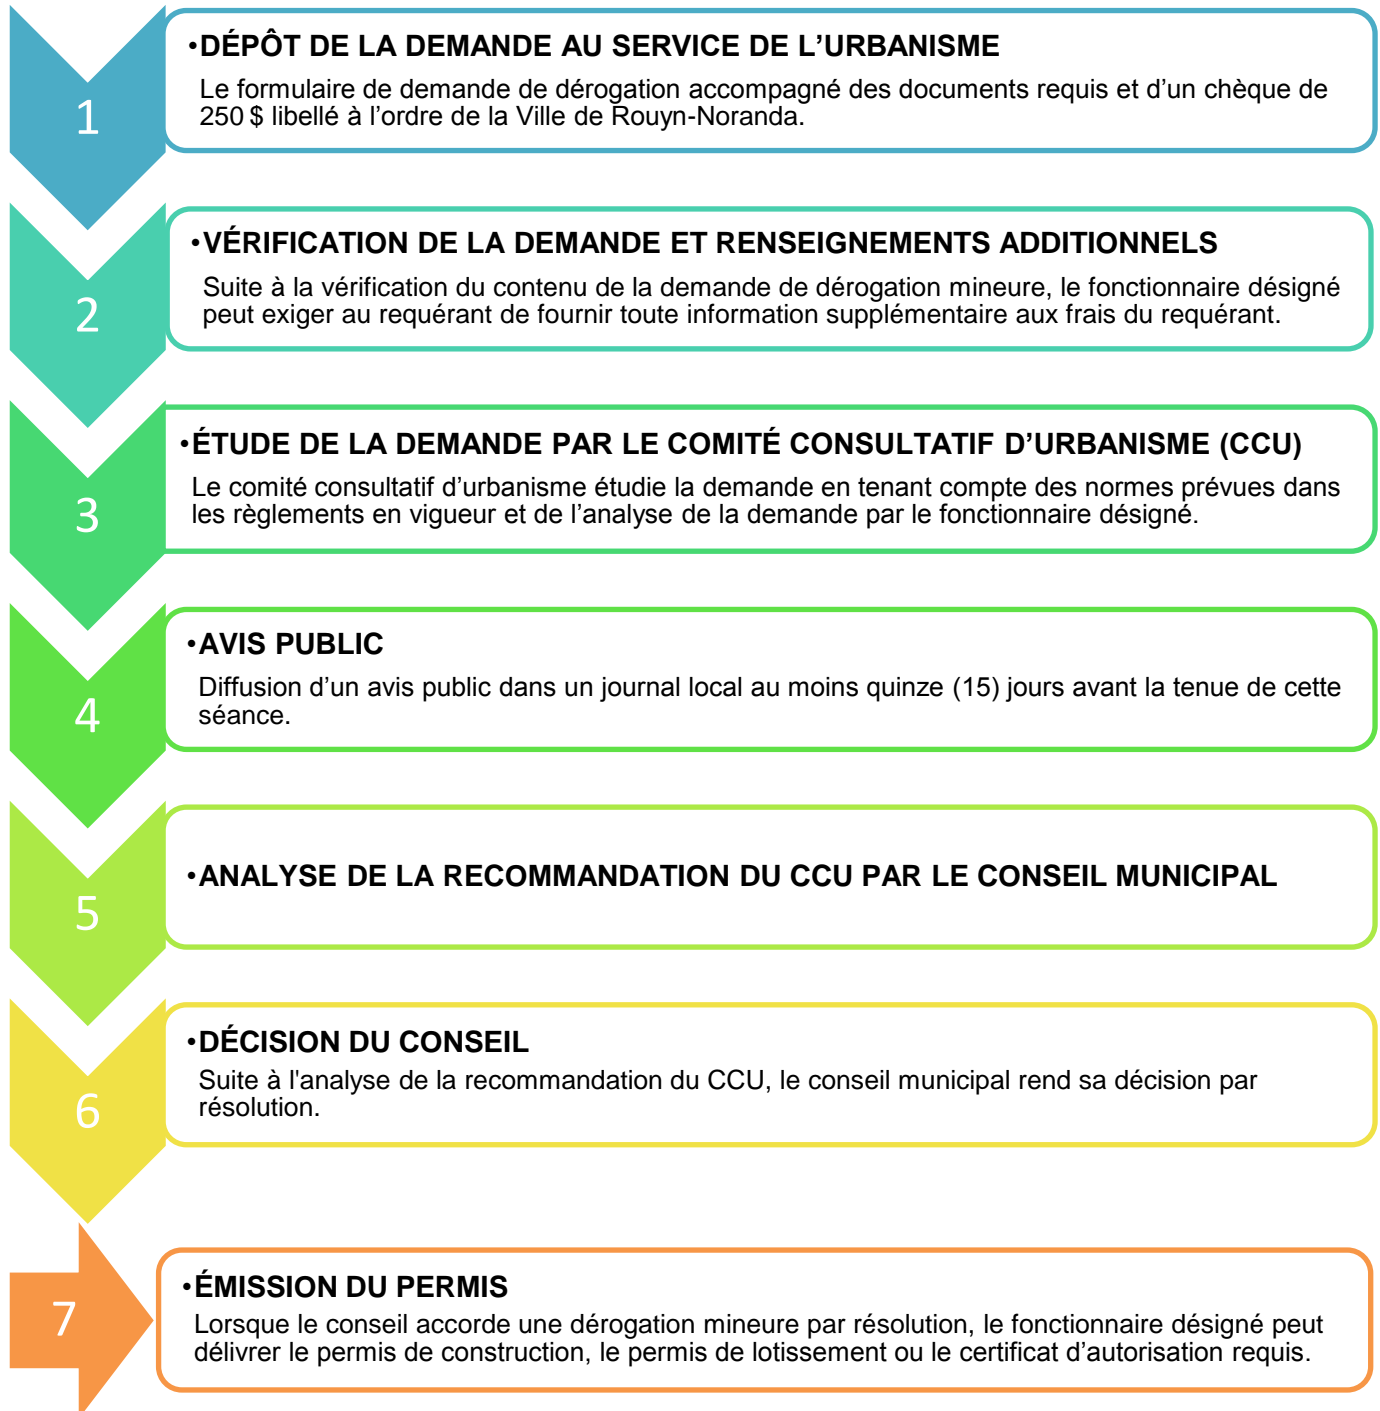 1
•DÉPÔT DE LA DEMANDE AU SERVICE DE L’URBANISME
Le formulaire de demande de dérogation accompagné des documents requis et d’un chèque de
250 $ libellé à l’ordre de la Ville de Rouyn-Noranda.
2
•VÉRIFICATION DE LA DEMANDE ET RENSEIGNEMENTS ADDITIONNELS
Suite à la vérification du contenu de la demande de dérogation mineure, le fonctionnaire désigné
peut exiger au requérant de fournir toute information supplémentaire aux frais du requérant.
3
•ÉTUDE DE LA DEMANDE PAR LE COMITÉ CONSULTATIF D’URBANISME (CCU)
Le comité consultatif d’urbanisme étudie la demande en tenant compte des normes prévues dans
les règlements en vigueur et de l’analyse de la demande par le fonctionnaire désigné.
4
•AVIS PUBLIC
Diffusion d’un avis public dans un journal local au moins quinze (15) jours avant la tenue de cette
séance.
5
•ANALYSE DE LA RECOMMANDATION DU CCU PAR LE CONSEIL MUNICIPAL
6
•DÉCISION DU CONSEIL
Suite à l'analyse de la recommandation du CCU, le conseil municipal rend sa décision par
résolution.
7
•ÉMISSION DU PERMIS
Lorsque le conseil accorde une dérogation mineure par résolution, le fonctionnaire désigné peut
délivrer le permis de construction, le permis de lotissement ou le certificat d’autorisation requis.